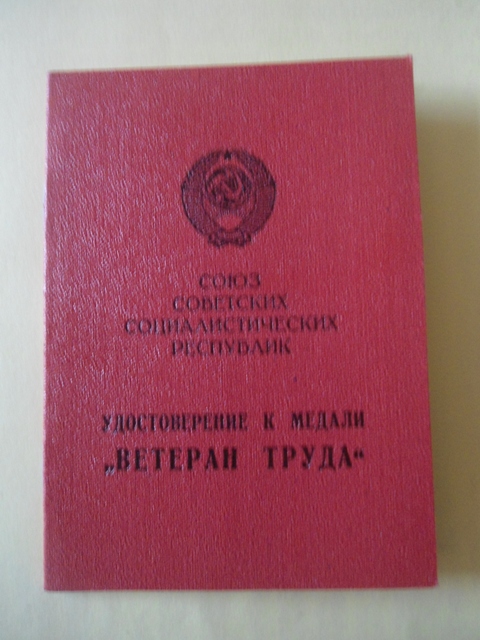 СОЮЗ
СОВЕТСКИХ
СОЦИАЛИСТИЧЕСКИХ
РЕСПУБЛИК
УДОСТОВЕРЕНИЕ К МЕДАЛИ
„ВЕТЕРАН ТРУДА“